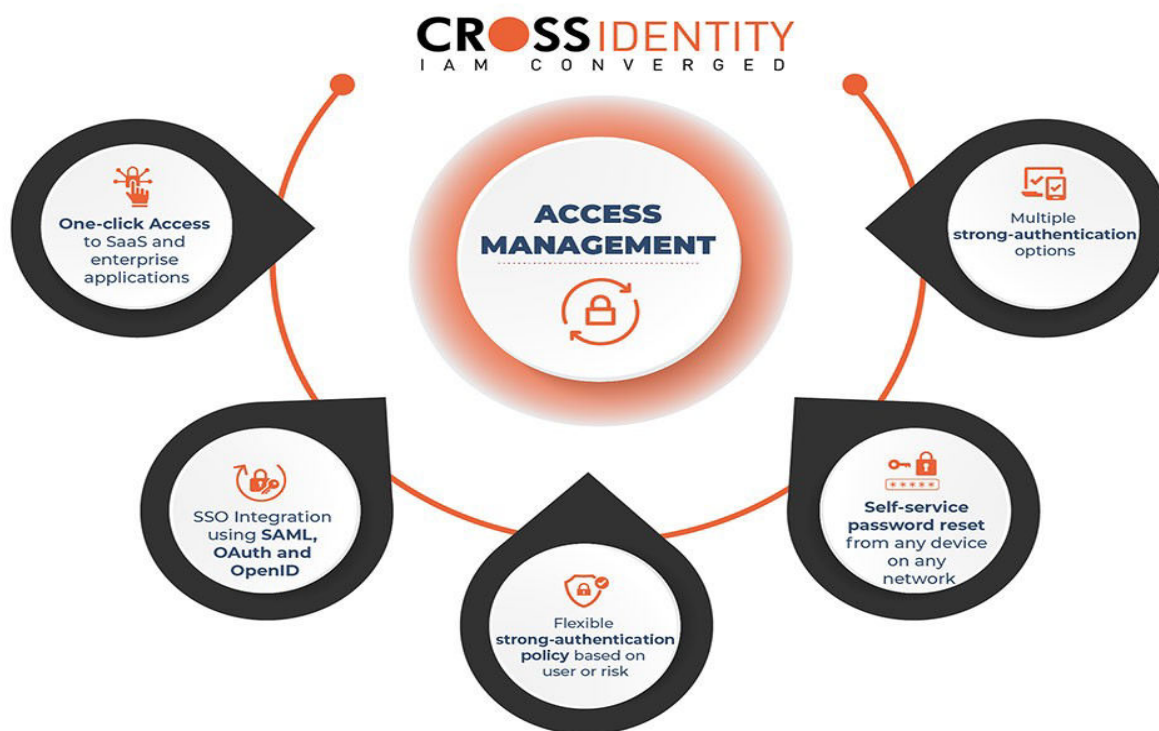 CROSS IDENTITY
IAM CONVERGED
ACCESS
MANAGEMENT
One-click Access
to SaaS and
enterprise
applications
SSO Integration
using SAML,
OAuth and
OpenID
Flexible
strong-authentication
policy based on
user or risk
Self-service
password reset
from any device
on any
network
Multiple
strong-authentication
options